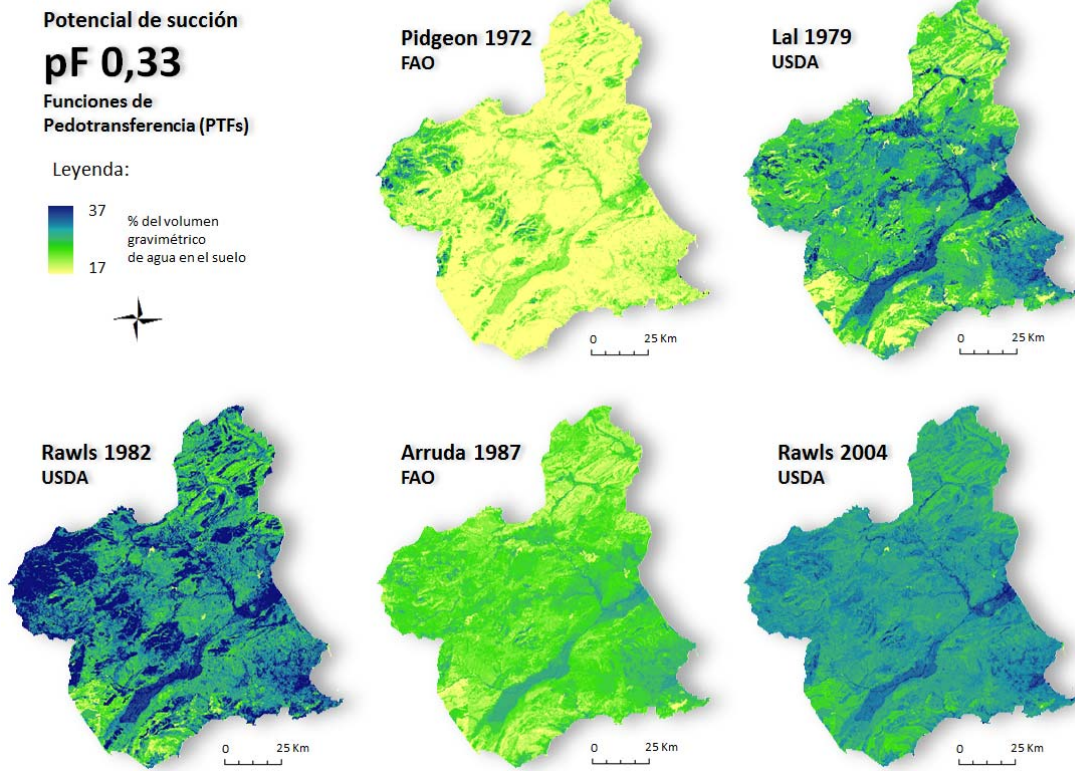 Potencial de succión
pF 0,33
Funciones de
Pedotransferencia (PTFs)
Leyenda:
37
17
% del volumen
gravimétrico
de agua en el suelo
Pidgeon 1972
FAO
0 25 Km
Lal 1979
USDA
0 25 Km
Rawls 1982
USDA
0 25 Km
Arruda 1987
FAO
0 25 Km
Rawls 2004
USDA
0 25 Km